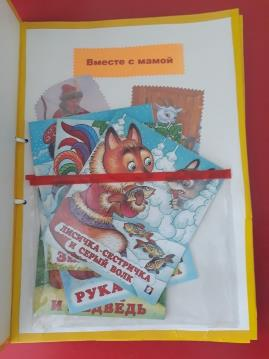 Вместе с мамой
ЛИСИЧКА-СЕСТРИЧКА
И СЕРЫЙ ВОЛК
РУКА
И МЕДВЕДЬ